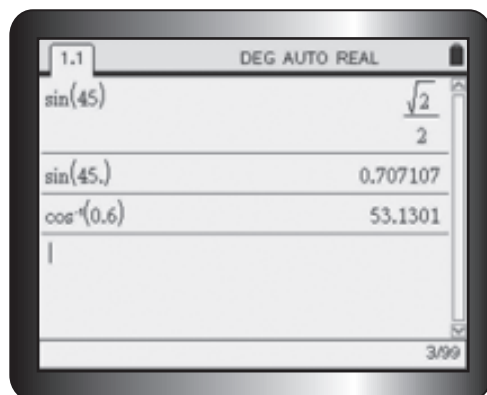 1.1 DEG AUTO REAL
sin(45) √2/2
sin(45.) 0.707107
cos⁻¹(0.6) 53.1301
3/99